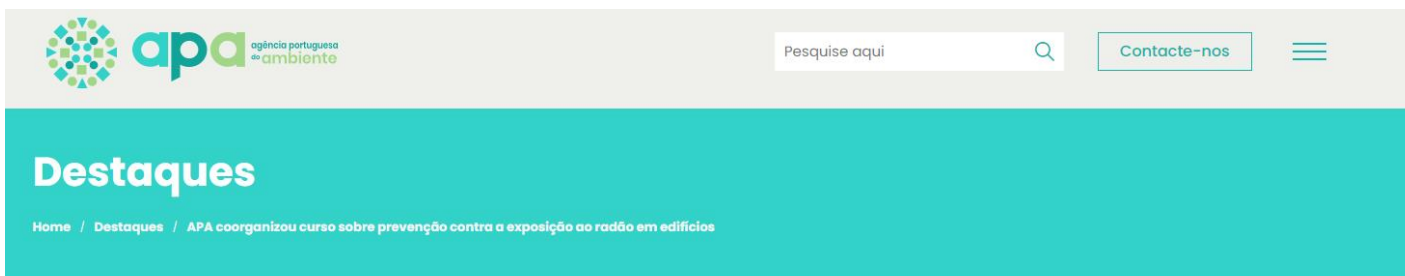 apa
agência portuguesa
do ambiente
Pesquise aqui
Contacte-nos
Destaques
Home / Destaques / APA coorganizou curso sobre prevenção contra a exposição ao radão em edifícios